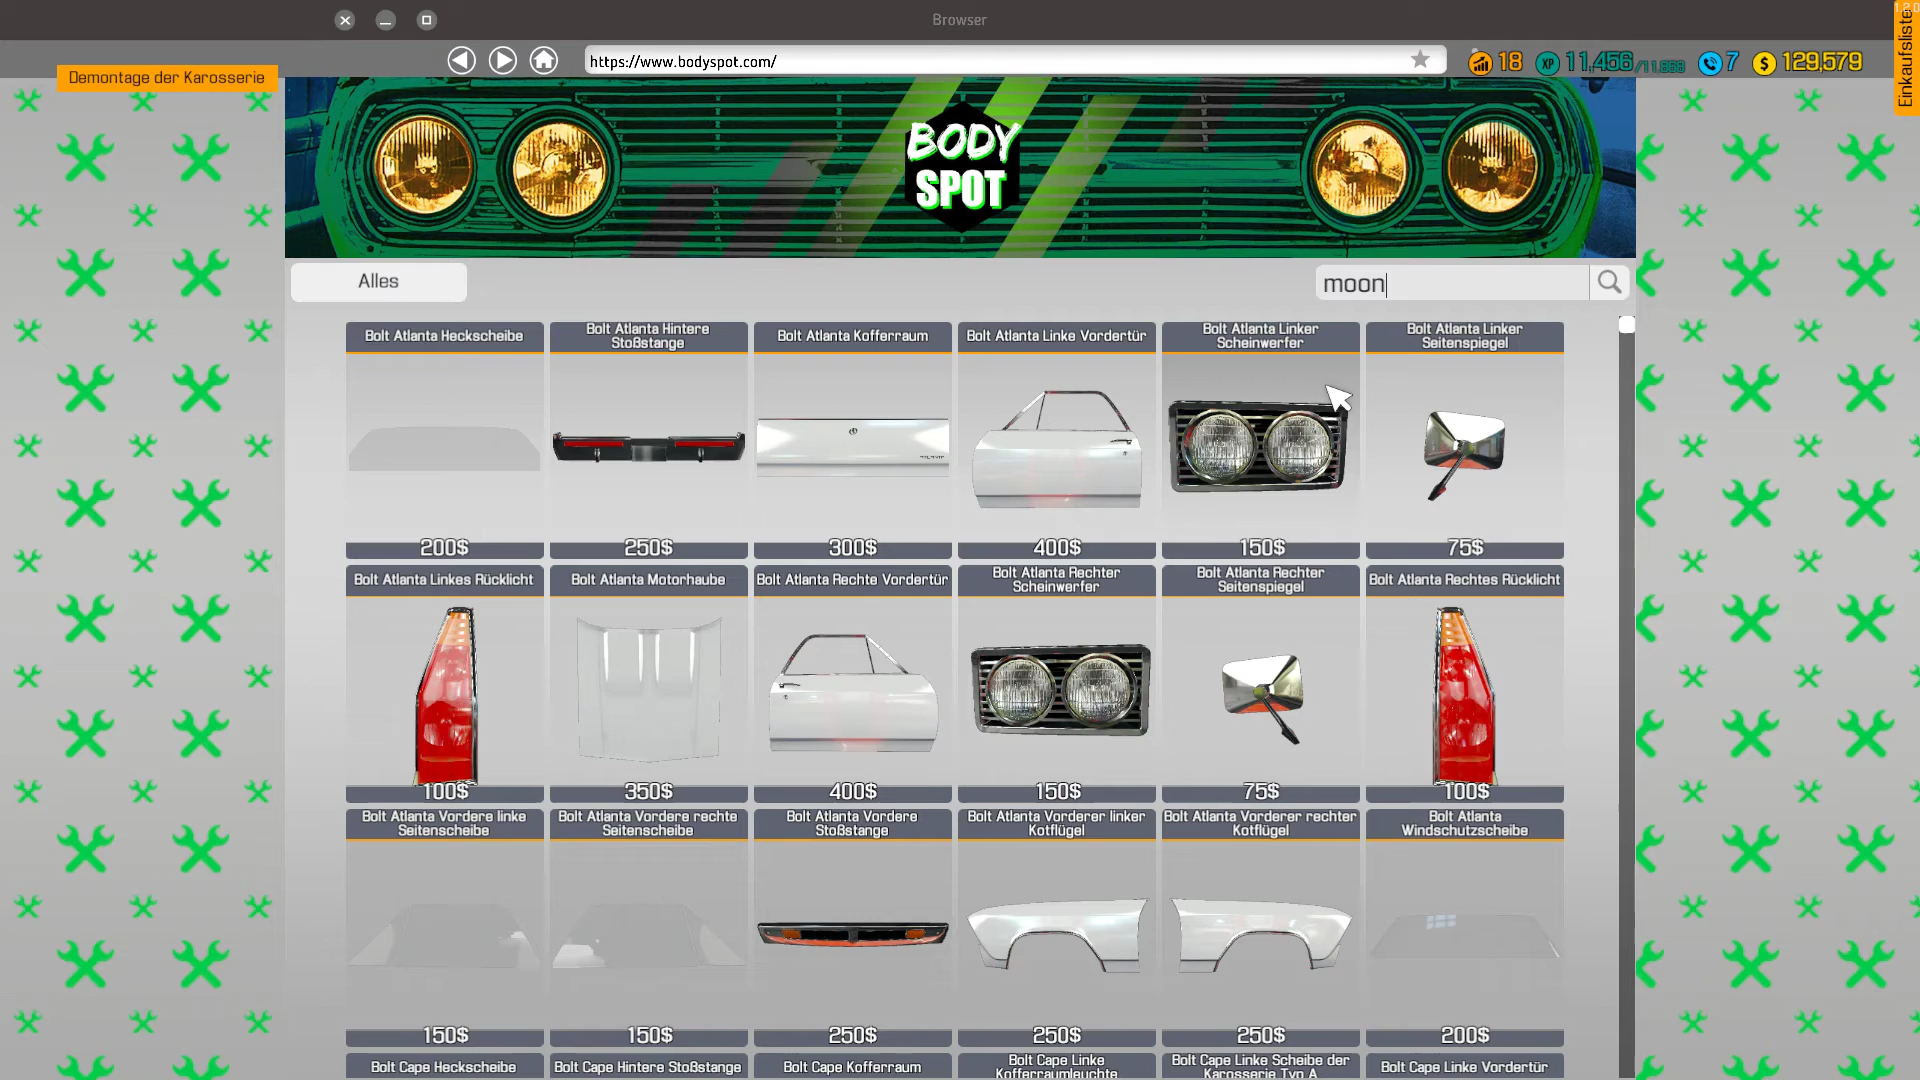 Browser
1.2.0
https://www.bodyspot.com/
18
XP
11,456/11,838
7
$
129,579
Demontage der Karosserie
Einkaufsliste
BODY
SPOT
Alles
moon
Bolt Atlanta Heckscheibe
Bolt Atlanta Hintere
Stoßstange
Bolt Atlanta Kofferraum
Bolt Atlanta Linke Vordertür
Bolt Atlanta Linker
Scheinwerfer
Bolt Atlanta Linker
Seitenspiegel
200$
250$
300$
400$
150$
75$
Bolt Atlanta Linkes Rücklicht
Bolt Atlanta Motorhaube
Bolt Atlanta Rechte Vordertür
Bolt Atlanta Rechter
Scheinwerfer
Bolt Atlanta Rechter
Seitenspiegel
Bolt Atlanta Rechtes Rücklicht
100$
350$
400$
150$
75$
100$
Bolt Atlanta Vordere linke
Seitenscheibe
Bolt Atlanta Vordere rechte
Seitenscheibe
Bolt Atlanta Vordere
Stoßstange
Bolt Atlanta Vorderer linker
Kotflügel
Bolt Atlanta Vorderer rechter
Kotflügel
Bolt Atlanta
Windschutzscheibe
150$
150$
250$
250$
250$
200$
Bolt Cape Heckscheibe
Bolt Cape Hintere Stoßstange
Bolt Cape Kofferraum
Bolt Cape Linke
Kofferraumleuchte
Bolt Cape Linke Scheibe der
Karosserie Typ A
Bolt Cape Linke Vordertür